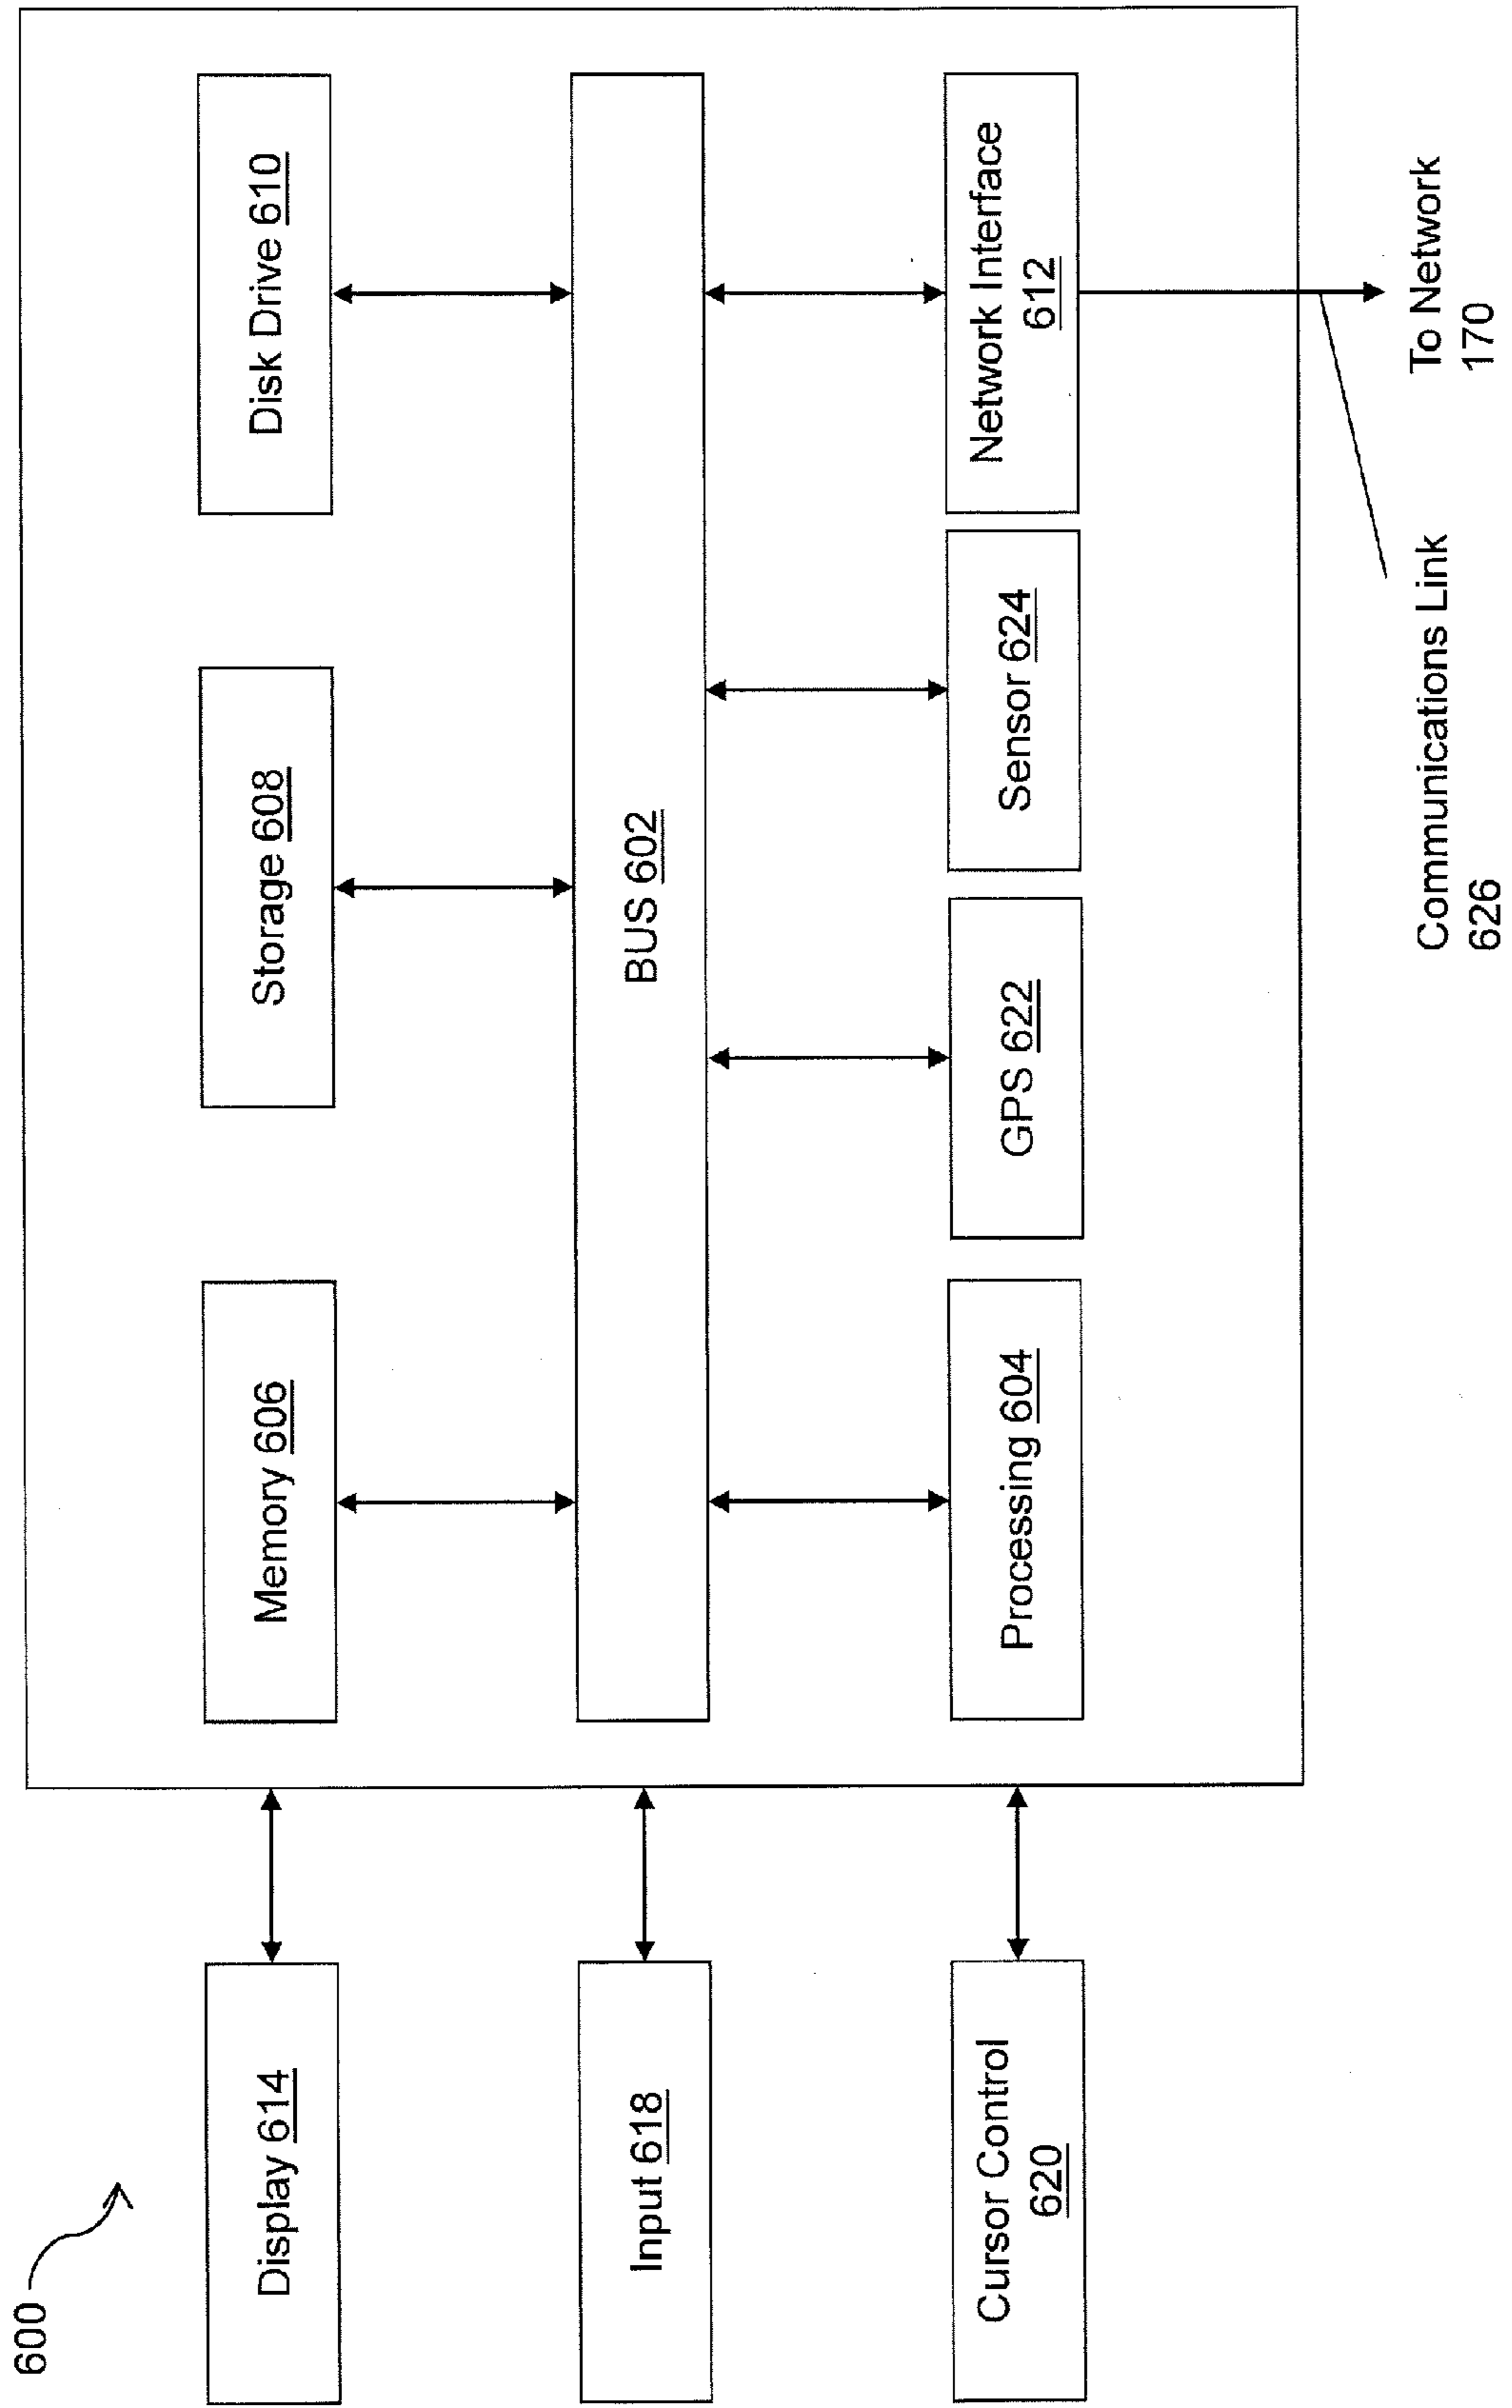 600
Display 614
Memory 606
Storage 608
Disk Drive 610
Input 618
BUS 602
Cursor Control
620
Processing 604
GPS 622
Sensor 624
Network Interface
612
Communications Link
626
To Network
170